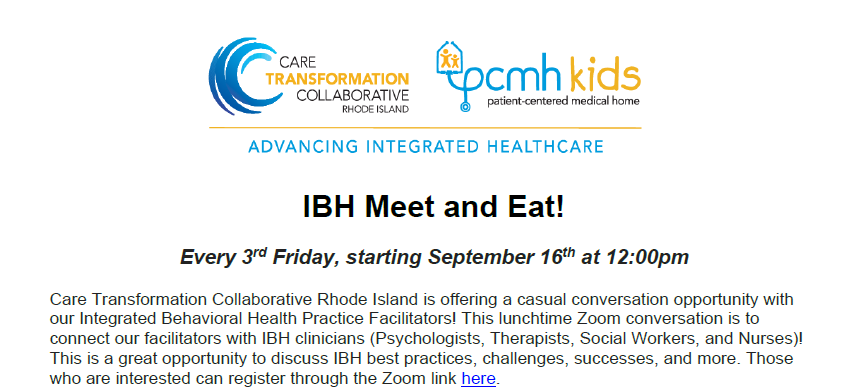 CARE
TRANSFORMATION
COLLABORATIVE
RHODE ISLAND
pcmh kids
patient-centered medical home
ADVANCING INTEGRATED HEALTHCARE
IBH Meet and Eat!
Every 3rd Friday, starting September 16th at 12:00pm
Care Transformation Collaborative Rhode Island is offering a casual conversation opportunity with
our Integrated Behavioral Health Practice Facilitators! This lunchtime Zoom conversation is to
connect our facilitators with IBH clinicians (Psychologists, Therapists, Social Workers, and Nurses)!
This is a great opportunity to discuss IBH best practices, challenges, successes, and more. Those
who are interested can register through the Zoom link here.